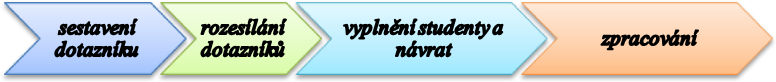 sestavení
dotazníku
rozesílání
dotazníků
vyplnění studenty a
návrat
zpracování